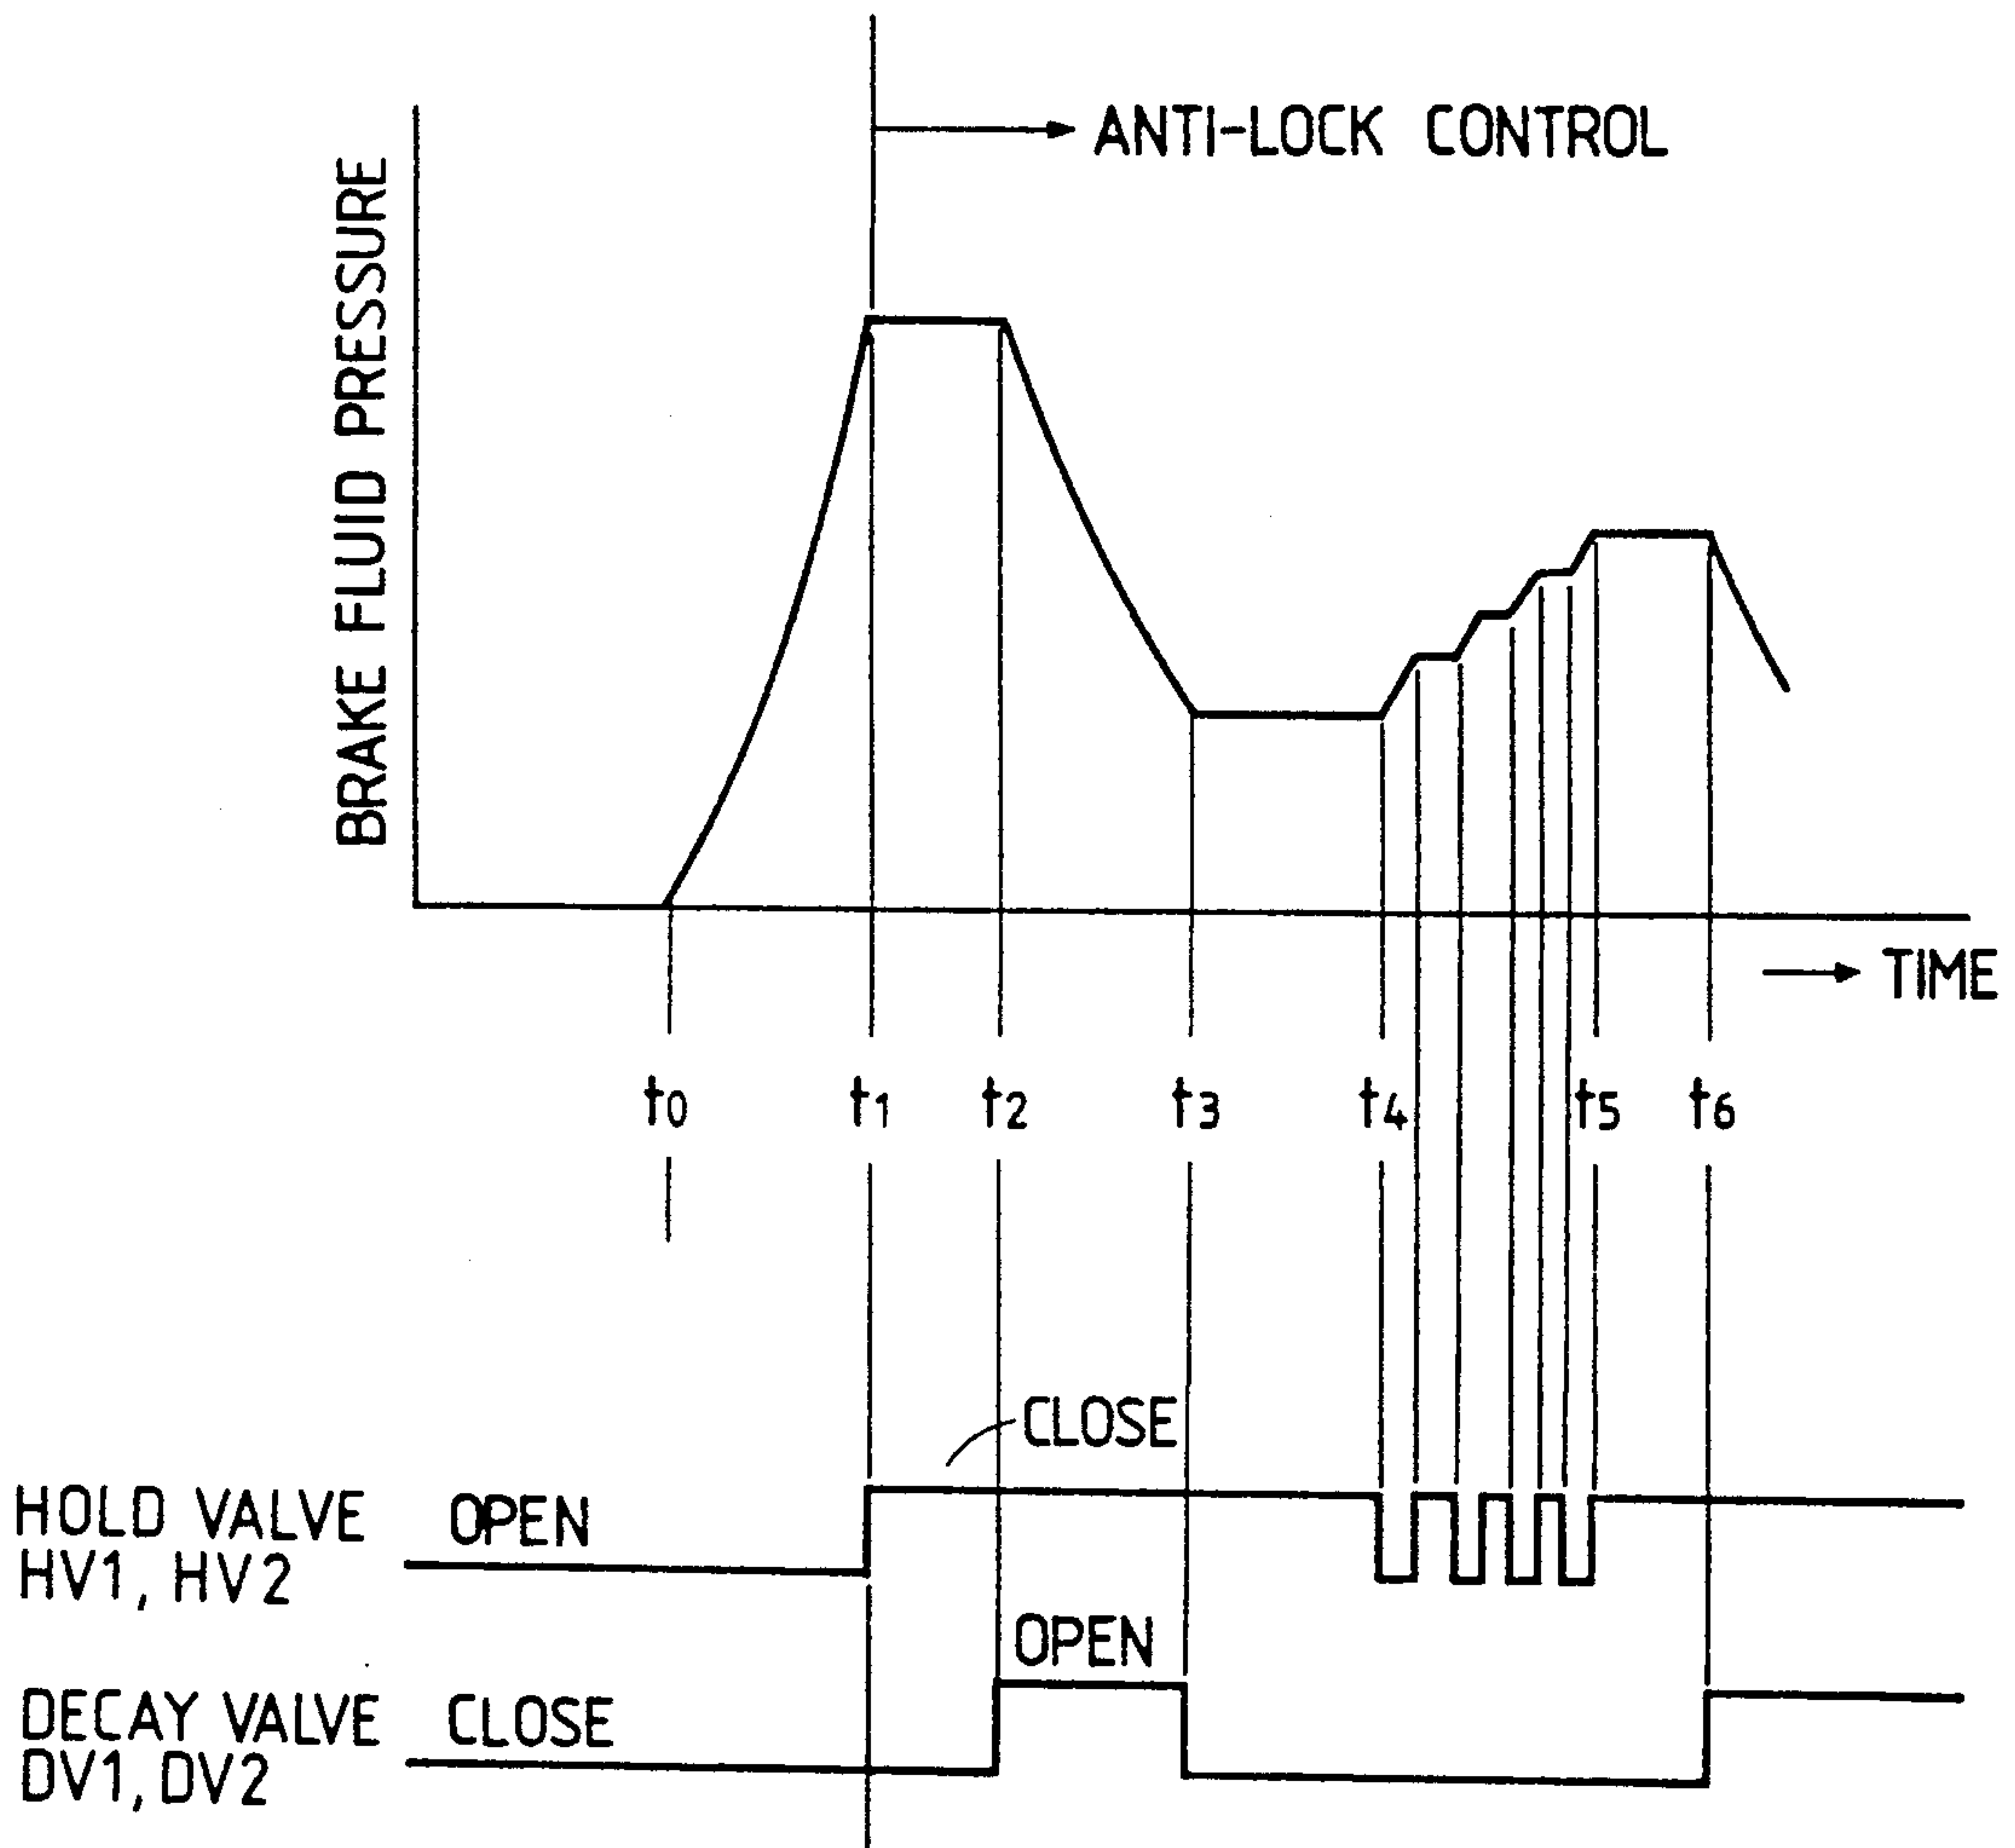 ANTI-LOCK CONTROL
BRAKE FLUID PRESSURE
TIME
t0 t1 t2 t3 t4 t5 t6
CLOSE
HOLD VALVE OPEN
HV1, HV2
OPEN
DECAY VALVE CLOSE
DV1, DV2